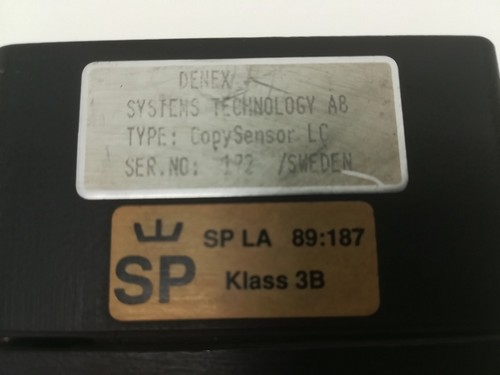 DENEX
SYSTEMS TECHNOLOGY AB
TYPE: CopySensor LC
SER.NO: 172 /SWEDEN
SP LA 89:187
SP Klass 3B